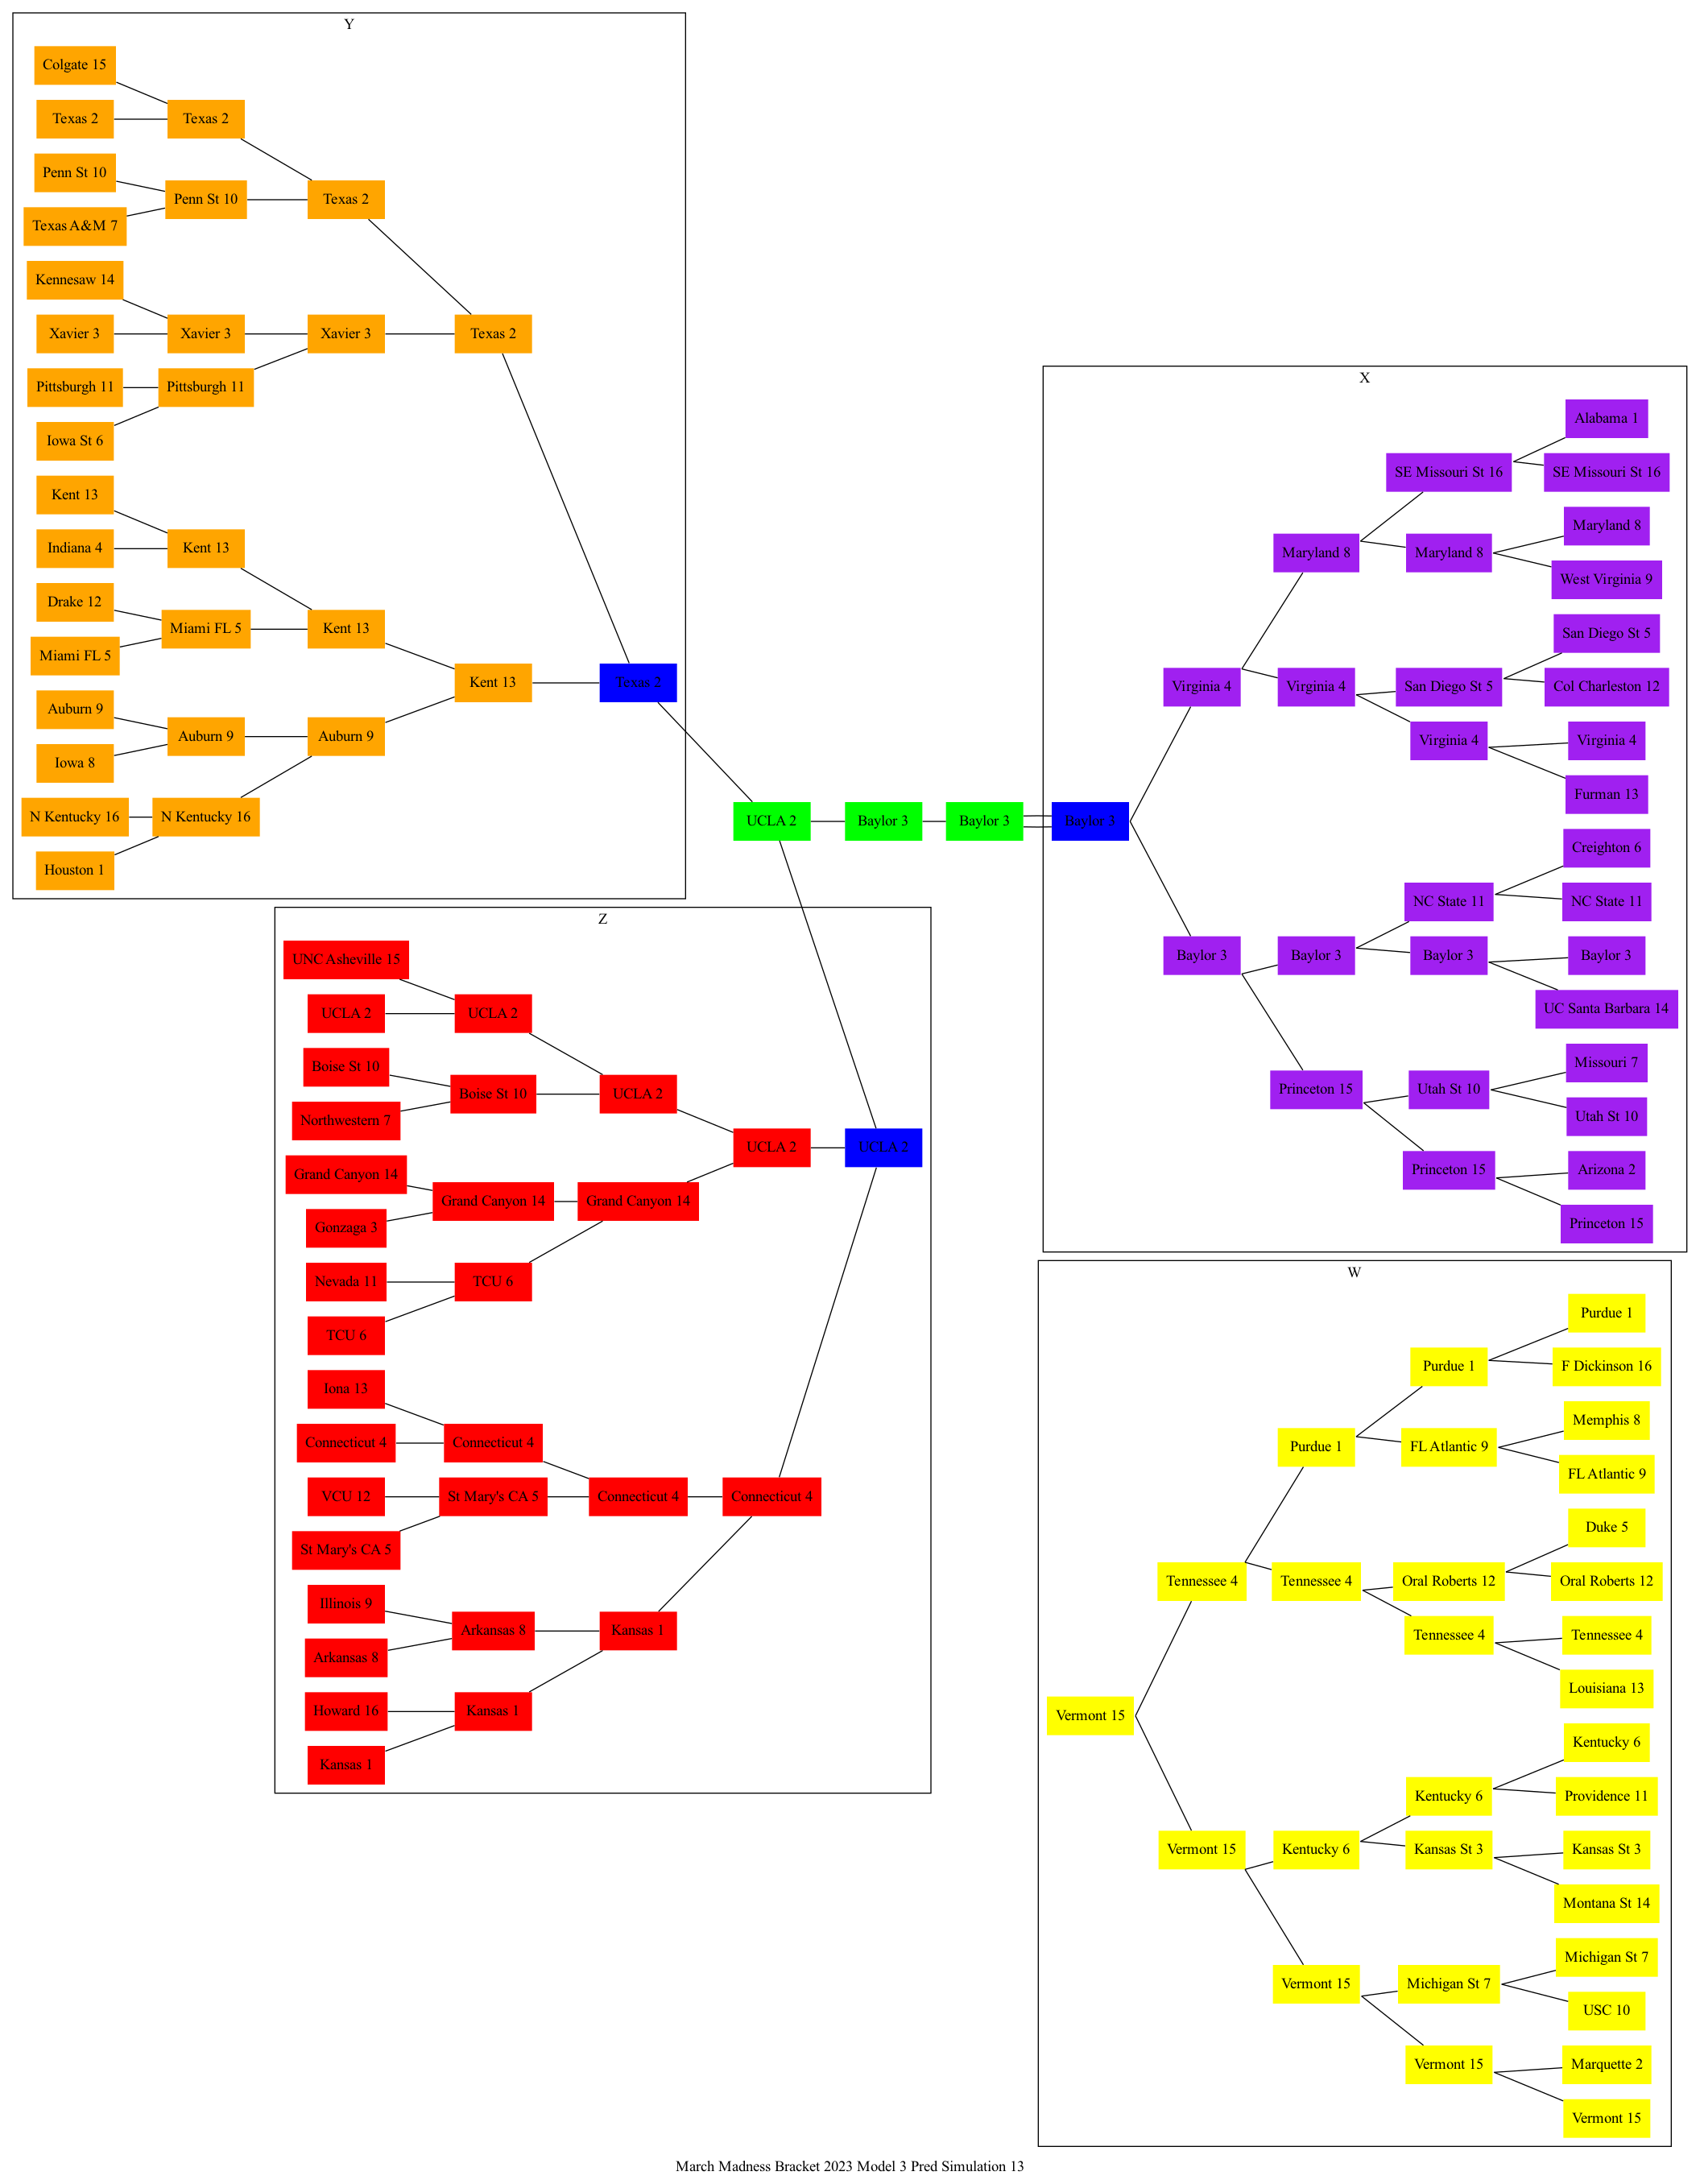 Y
Colgate 15
Texas 2
Texas 2
Penn St 10
Penn St 10
Texas 2
Texas A&M 7
Kennesaw 14
Xavier 3
Xavier 3
Xavier 3
Texas 2
Pittsburgh 11
Pittsburgh 11
Iowa St 6
Kent 13
Indiana 4
Kent 13
Drake 12
Miami FL 5
Kent 13
Miami FL 5
Kent 13
Texas 2
Auburn 9
Auburn 9
Auburn 9
Iowa 8
N Kentucky 16
N Kentucky 16
Houston 1
UCLA 2
Baylor 3
Baylor 3
Baylor 3
X
Alabama 1
SE Missouri St 16
SE Missouri St 16
Maryland 8
Maryland 8
Maryland 8
West Virginia 9
San Diego St 5
Virginia 4
Virginia 4
San Diego St 5
Col Charleston 12
Virginia 4
Virginia 4
Furman 13
Creighton 6
NC State 11
NC State 11
Baylor 3
Baylor 3
Baylor 3
Baylor 3
UC Santa Barbara 14
Missouri 7
Princeton 15
Utah St 10
Utah St 10
Princeton 15
Arizona 2
Princeton 15
Z
UNC Asheville 15
UCLA 2
UCLA 2
Boise St 10
Boise St 10
UCLA 2
Northwestern 7
UCLA 2
UCLA 2
Grand Canyon 14
Grand Canyon 14
Grand Canyon 14
Gonzaga 3
Nevada 11
TCU 6
TCU 6
Iona 13
Connecticut 4
Connecticut 4
VCU 12
St Mary's CA 5
Connecticut 4
Connecticut 4
St Mary's CA 5
Illinois 9
Arkansas 8
Kansas 1
Arkansas 8
Howard 16
Kansas 1
Kansas 1
W
Purdue 1
Purdue 1
F Dickinson 16
Memphis 8
Purdue 1
FL Atlantic 9
FL Atlantic 9
Duke 5
Tennessee 4
Tennessee 4
Oral Roberts 12
Oral Roberts 12
Tennessee 4
Tennessee 4
Louisiana 13
Vermont 15
Kentucky 6
Kentucky 6
Providence 11
Vermont 15
Kentucky 6
Kansas St 3
Kansas St 3
Montana St 14
Michigan St 7
Vermont 15
Michigan St 7
USC 10
Vermont 15
Marquette 2
Vermont 15
March Madness Bracket 2023 Model 3 Pred Simulation 13